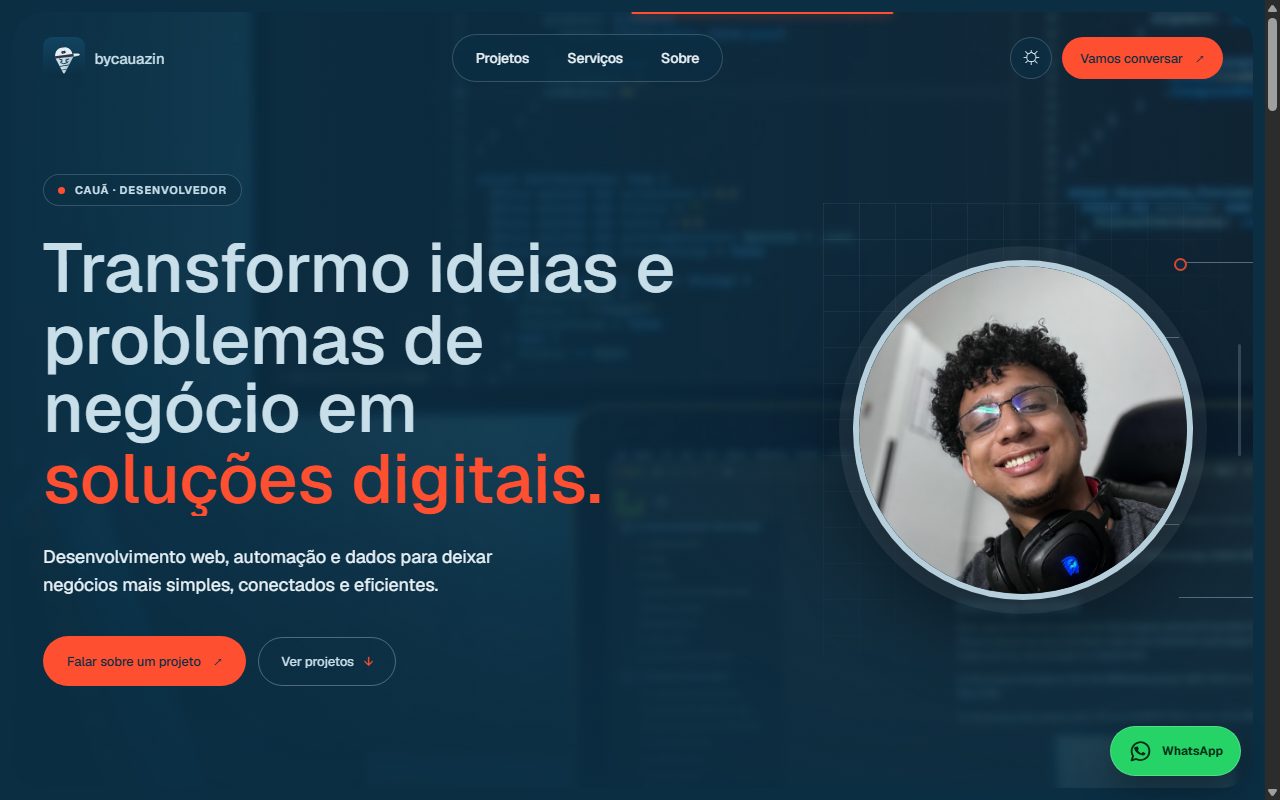 bycauazin
Projetos
Serviços
Sobre
Vamos conversar ↗
CAUÃ · DESENVOLVEDOR
Transformo ideias e
problemas de
negócio em
soluções digitais.
Desenvolvimento web, automação e dados para deixar
negócios mais simples, conectados e eficientes.
Falar sobre um projeto ↗
Ver projetos ↓
WhatsApp